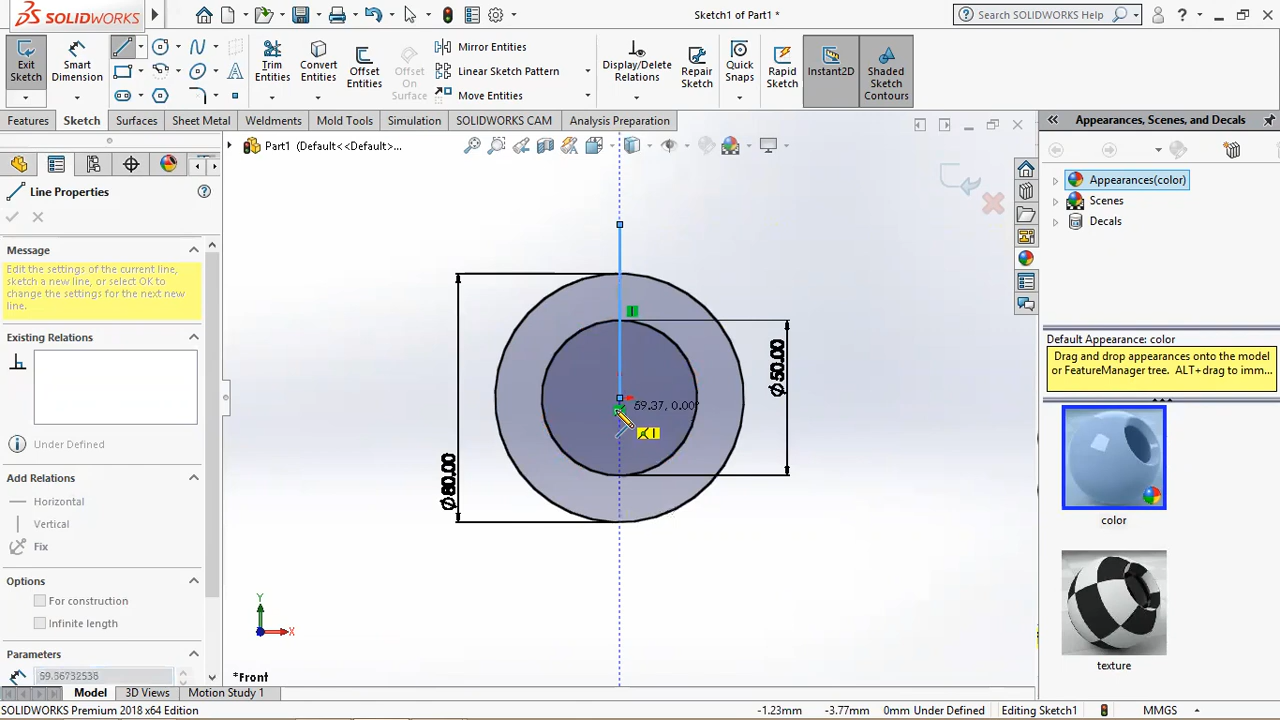 SOLIDWORKS
Sketch1 of Part1 *
Search SOLIDWORKS Help
?
Exit
Sketch
Smart
Dimension
Trim
Entities
Convert
Entities
Offset
Entities
Offset
On
Surface
Mirror Entities
Linear Sketch Pattern
Move Entities
Display/Delete
Relations
Repair
Sketch
Quick
Snaps
Rapid
Sketch
Instant2D
Shaded
Sketch
Contours
Features
Sketch
Surfaces
Sheet Metal
Weldments
Mold Tools
Simulation
SOLIDWORKS CAM
Analysis Preparation
Part1 (Default<<Default>...
Line Properties
Message
Edit the settings of the current line,
sketch a new line, or select OK to
change the settings for the next new
line.
Existing Relations
Under Defined
Add Relations
Horizontal
Vertical
Fix
Options
For construction
Infinite length
Parameters
59.36732536
Ø80.00
Ø50.00
59.37, 0.00°
Y
X
*Front
Appearances, Scenes, and Decals
Appearances(color)
Scenes
Decals
Default Appearance: color
Drag and drop appearances onto the model
or FeatureManager tree. ALT+drag to imm...
color
texture
Model
3D Views
Motion Study 1
SOLIDWORKS Premium 2018 x64 Edition
-1.23mm
-3.77mm
0mm
Under Defined
Editing Sketch1
MMGS